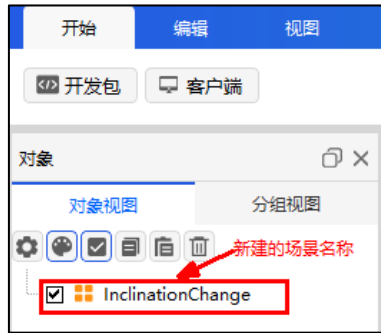 开始 编辑 视图
开发包 客户端
对象
对象视图 分组视图
新建的场景名称
InclinationChange